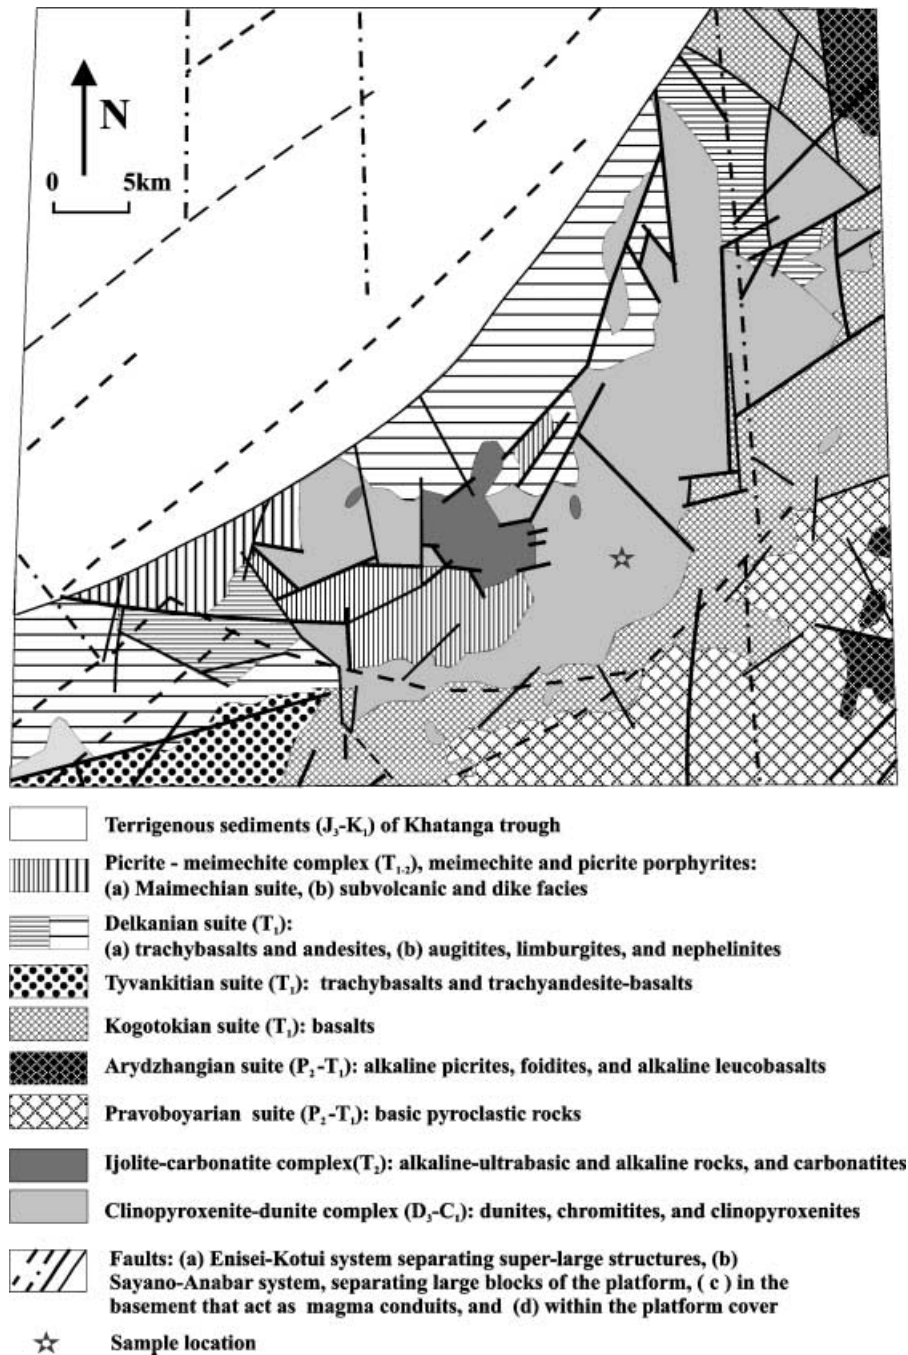 N
0 5km
Terrigenous sediments (J₃-K₁) of Khatanga trough
Picrite - meimechite complex (T₁₋₂), meimechite and picrite porphyrites:
(a) Maimechian suite, (b) subvolcanic and dike facies
Delkanian suite (T₁):
(a) trachybasalts and andesites, (b) augitites, limburgites, and nephelinites
Tyvankitian suite (T₁): trachybasalts and trachyandesite-basalts
Kogotokian suite (T₁): basalts
Arydzhangian suite (P₂-T₁): alkaline picrites, foidites, and alkaline leucobasalts
Pravoboyarian suite (P₂-T₁): basic pyroclastic rocks
Ijolite-carbonatite complex(T₂): alkaline-ultrabasic and alkaline rocks, and carbonatites
Clinopyroxenite-dunite complex (D₃-C₁): dunites, chromitites, and clinopyroxenites
Faults: (a) Enisei-Kotui system separating super-large structures, (b)
Sayano-Anabar system, separating large blocks of the platform, ( c ) in the
basement that act as magma conduits, and (d) within the platform cover
Sample location